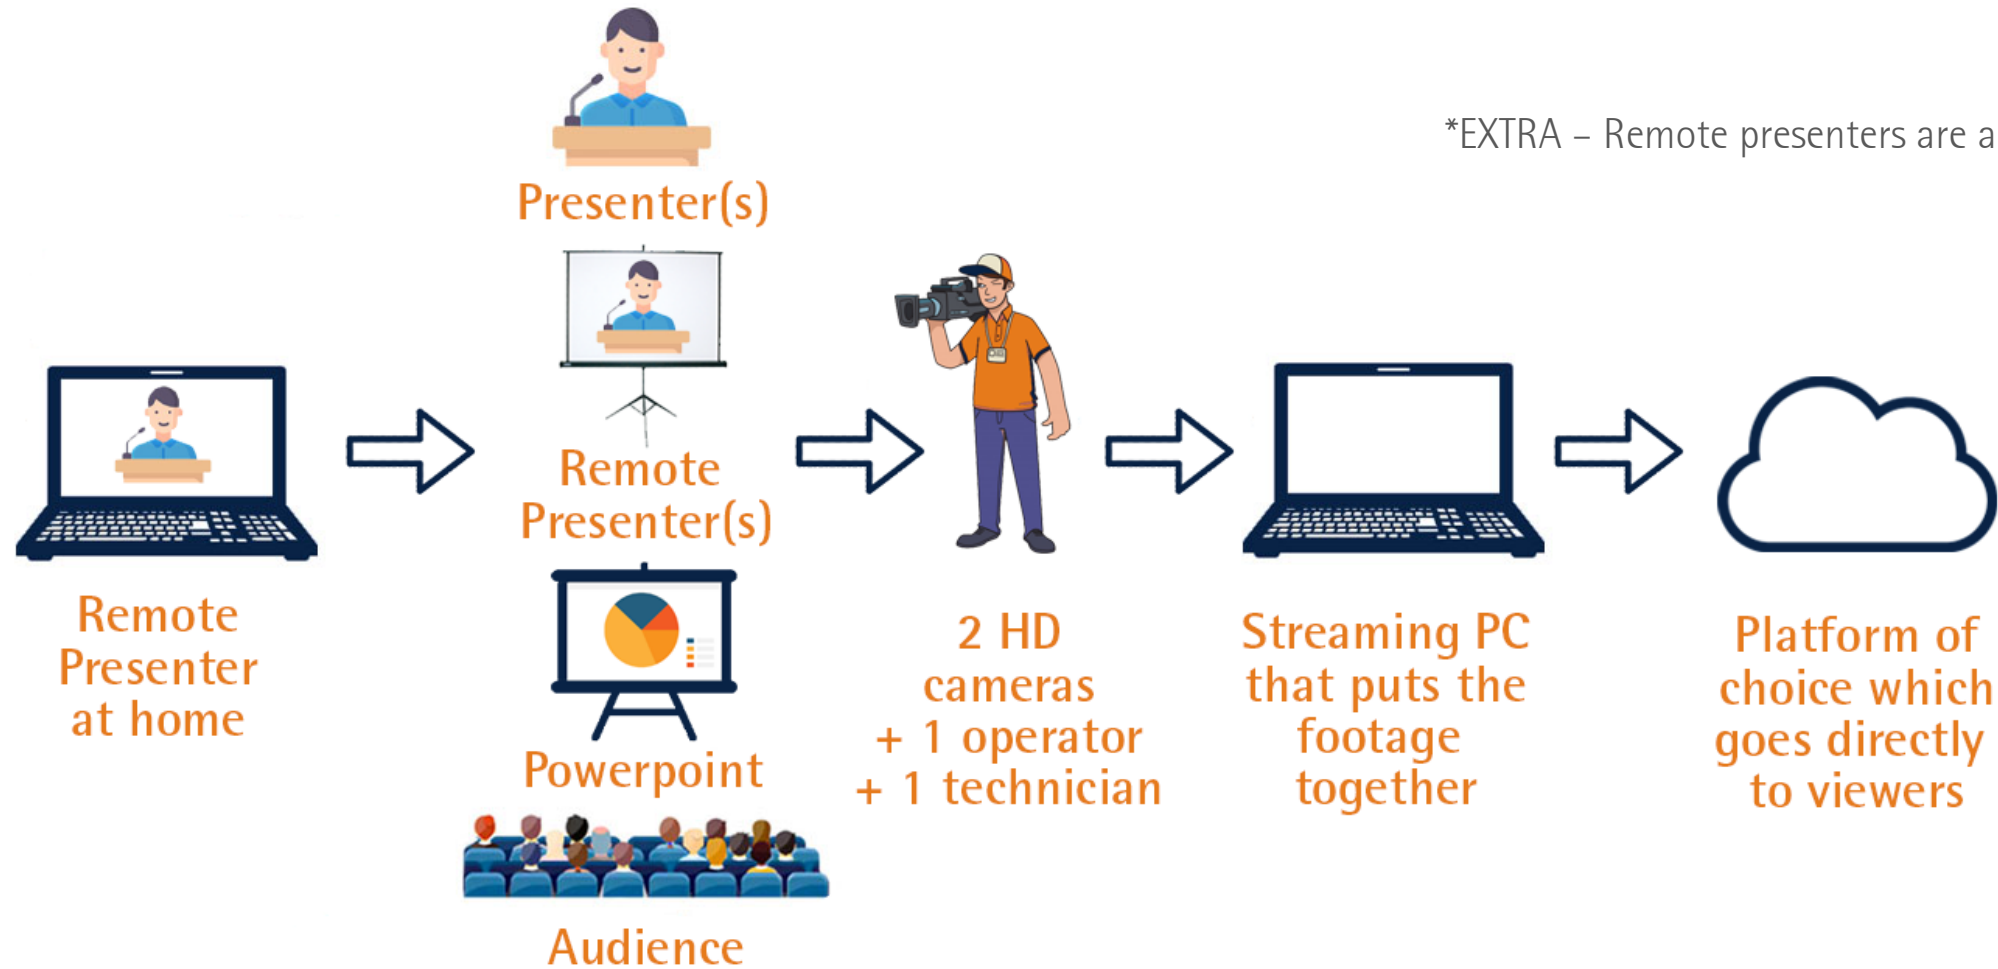 *EXTRA – Remote presenters are a
Presenter(s)
Remote
Presenter(s)
Powerpoint
Audience
Remote
Presenter
at home
2 HD
cameras
+ 1 operator
+ 1 technician
Streaming PC
that puts the
footage
together
Platform of
choice which
goes directly
to viewers